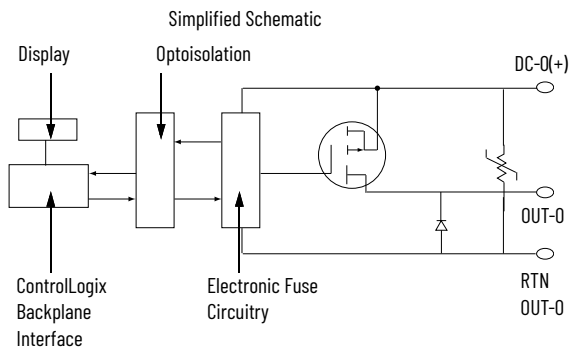 Simplified Schematic
Display
Optoisolation
DC-0(+)
OUT-0
ControlLogix
Backplane
Interface
Electronic Fuse
Circuitry
RTN
OUT-0